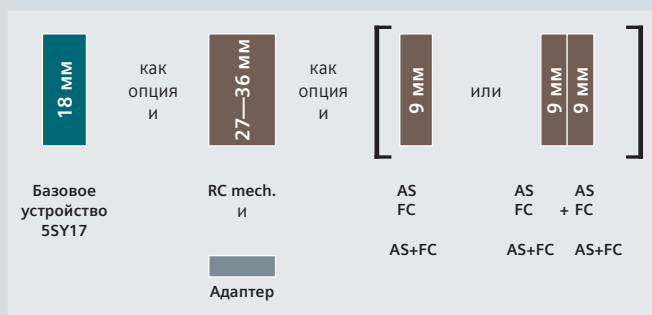 18 мм
как
опция
и
27—36 мм
как
опция
и
9 мм
или
9 мм
9 мм
Базовое
устройство
5SY17
RC mech.
и
Адаптер
AS
FC
AS+FC
AS AS
FC + FC
AS+FC AS+FC